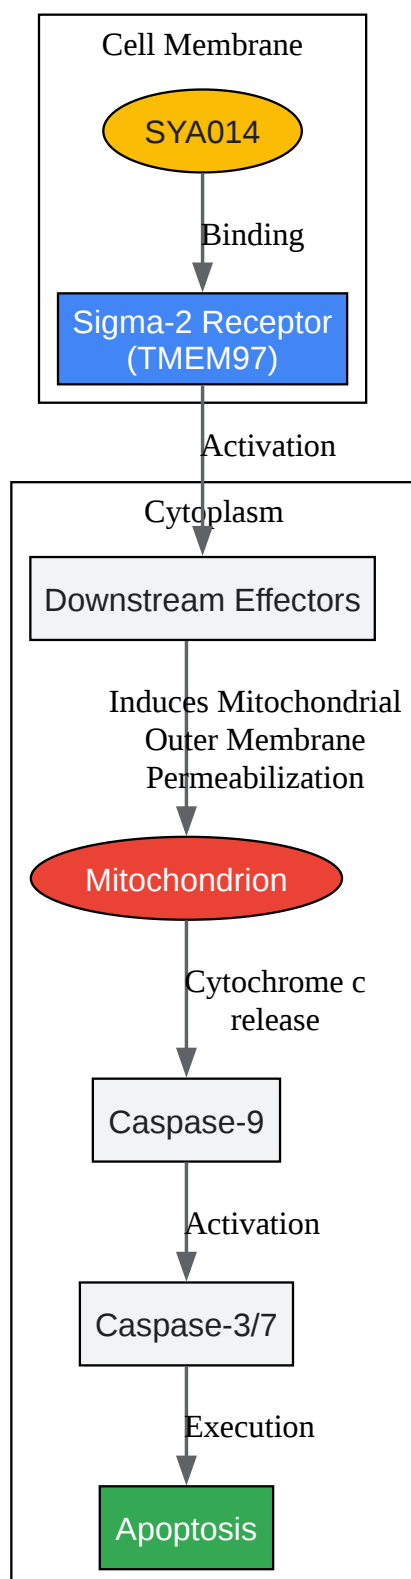 Cell Membrane
SYA014
Binding
Sigma-2 Receptor
(TMEM97)
Activation
Cytoplasm
Downstream Effectors
Induces Mitochondrial
Outer Membrane
Permeabilization
Mitochondrion
Cytochrome c
release
Caspase-9
Activation
Caspase-3/7
Execution
Apoptosis